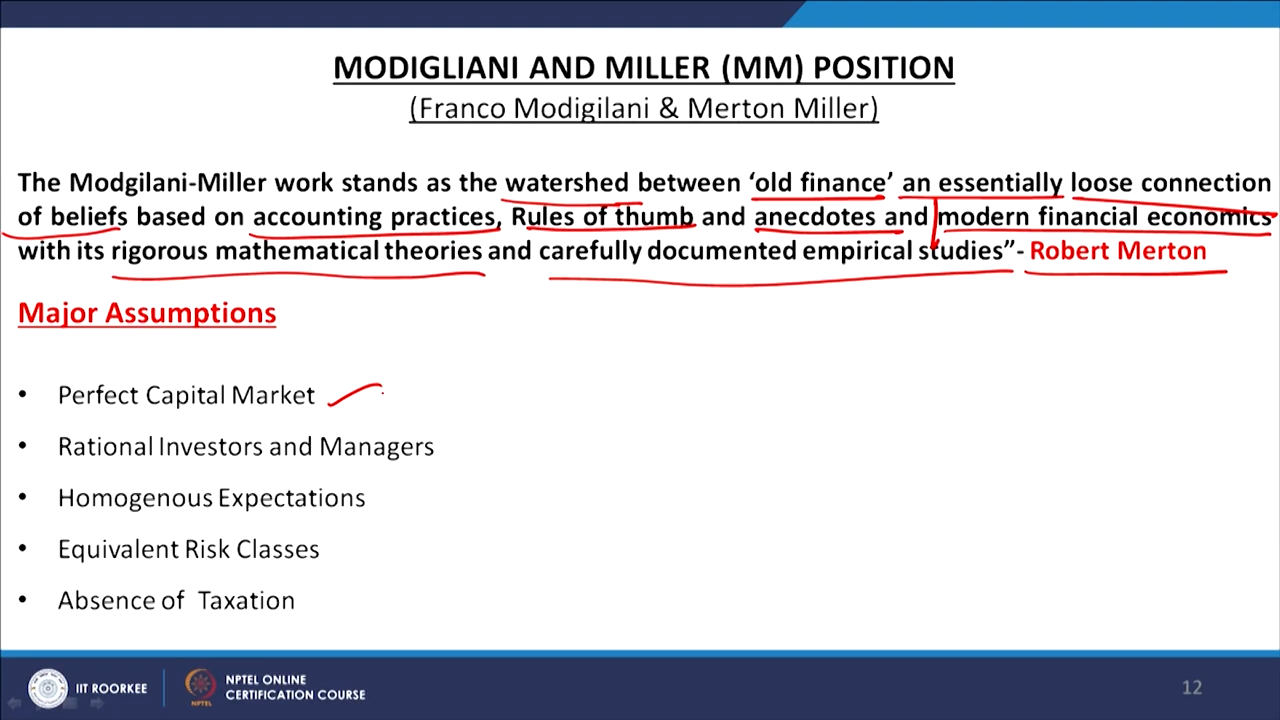 MODIGLIANI AND MILLER (MM) POSITION
(Franco Modigilani & Merton Miller)
The Modgilani-Miller work stands as the watershed between ‘old finance’ an essentially loose connection
of beliefs based on accounting practices, Rules of thumb and anecdotes and modern financial economics
with its rigorous mathematical theories and carefully documented empirical studies”- Robert Merton
Major Assumptions
• Perfect Capital Market
• Rational Investors and Managers
• Homogenous Expectations
• Equivalent Risk Classes
• Absence of Taxation
IIT ROORKEE
NPTEL
NPTEL ONLINE
CERTIFICATION COURSE
12